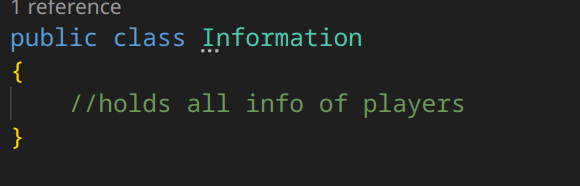 1 reference
public class Information
{
//holds all info of players
}